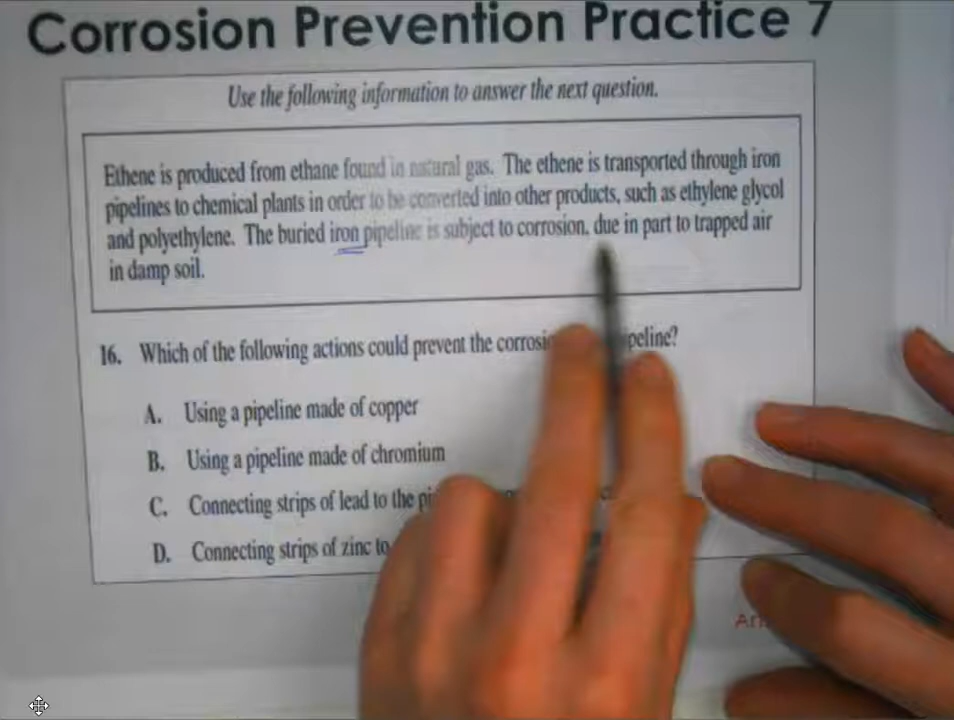 Corrosion Prevention Practice 7
Use the following information to answer the next question.
Ethene is produced from ethane found in natural gas. The ethene is transported through iron
pipelines to chemical plants in order to be converted into other products, such as ethylene glycol
and polyethylene. The buried iron pipeline is subject to corrosion, due in part to trapped air
in damp soil.
16. Which of the following actions could prevent the corrosi peline?
A. Using a pipeline made of copper
B. Using a pipeline made of chromium
C. Connecting strips of lead to the pi
D. Connecting strips of zinc to